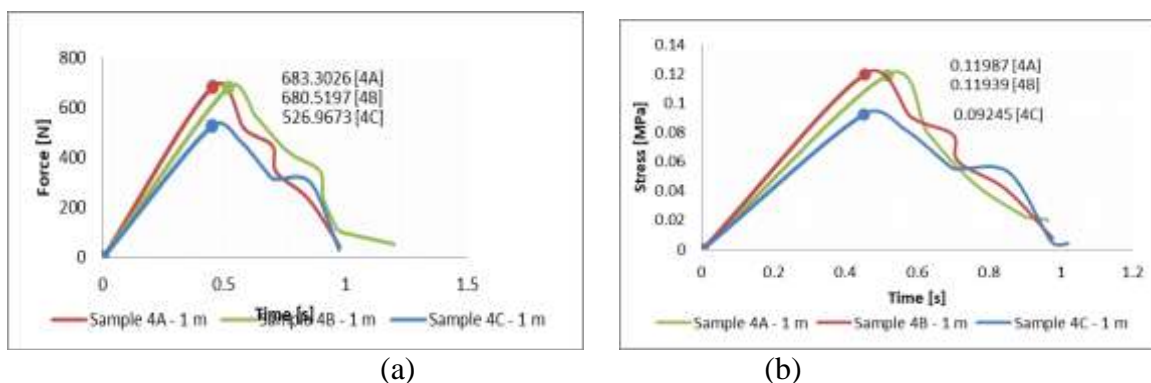 800
600
400
200
0
Force [N]
683.3026 [4A]
680.5197 [4B]
526.9673 [4C]
0 0.5 1 1.5
Time [s]
Sample 4A - 1 m Sample 4B - 1 m Sample 4C - 1 m
(a)
0.14
0.12
0.1
0.08
0.06
0.04
0.02
0
Stress [MPa]
0.11987 [4A]
0.11939 [4B]
0.09245 [4C]
0 0.2 0.4 0.6 0.8 1 1.2
Time [s]
Sample 4A - 1 m Sample 4B - 1 m Sample 4C - 1 m
(b)